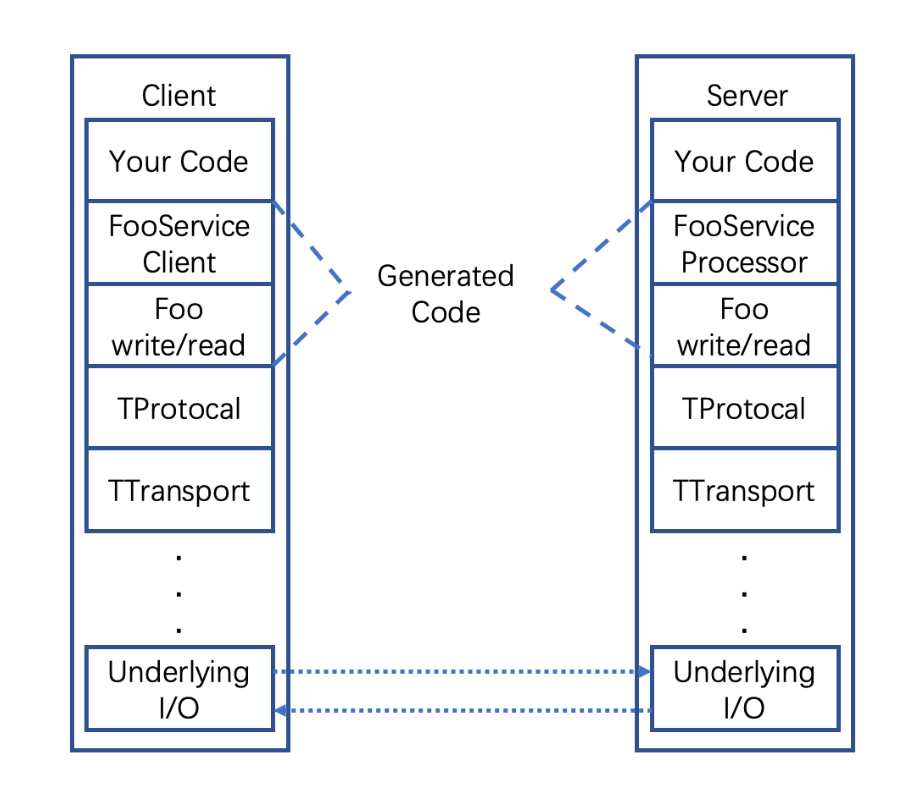 Client
Your Code
FooService
Client
Foo
write/read
TProtocal
TTransport
.
.
.
Underlying
I/O
Generated
Code
Server
Your Code
FooService
Processor
Foo
write/read
TProtocal
TTransport
.
.
.
Underlying
I/O